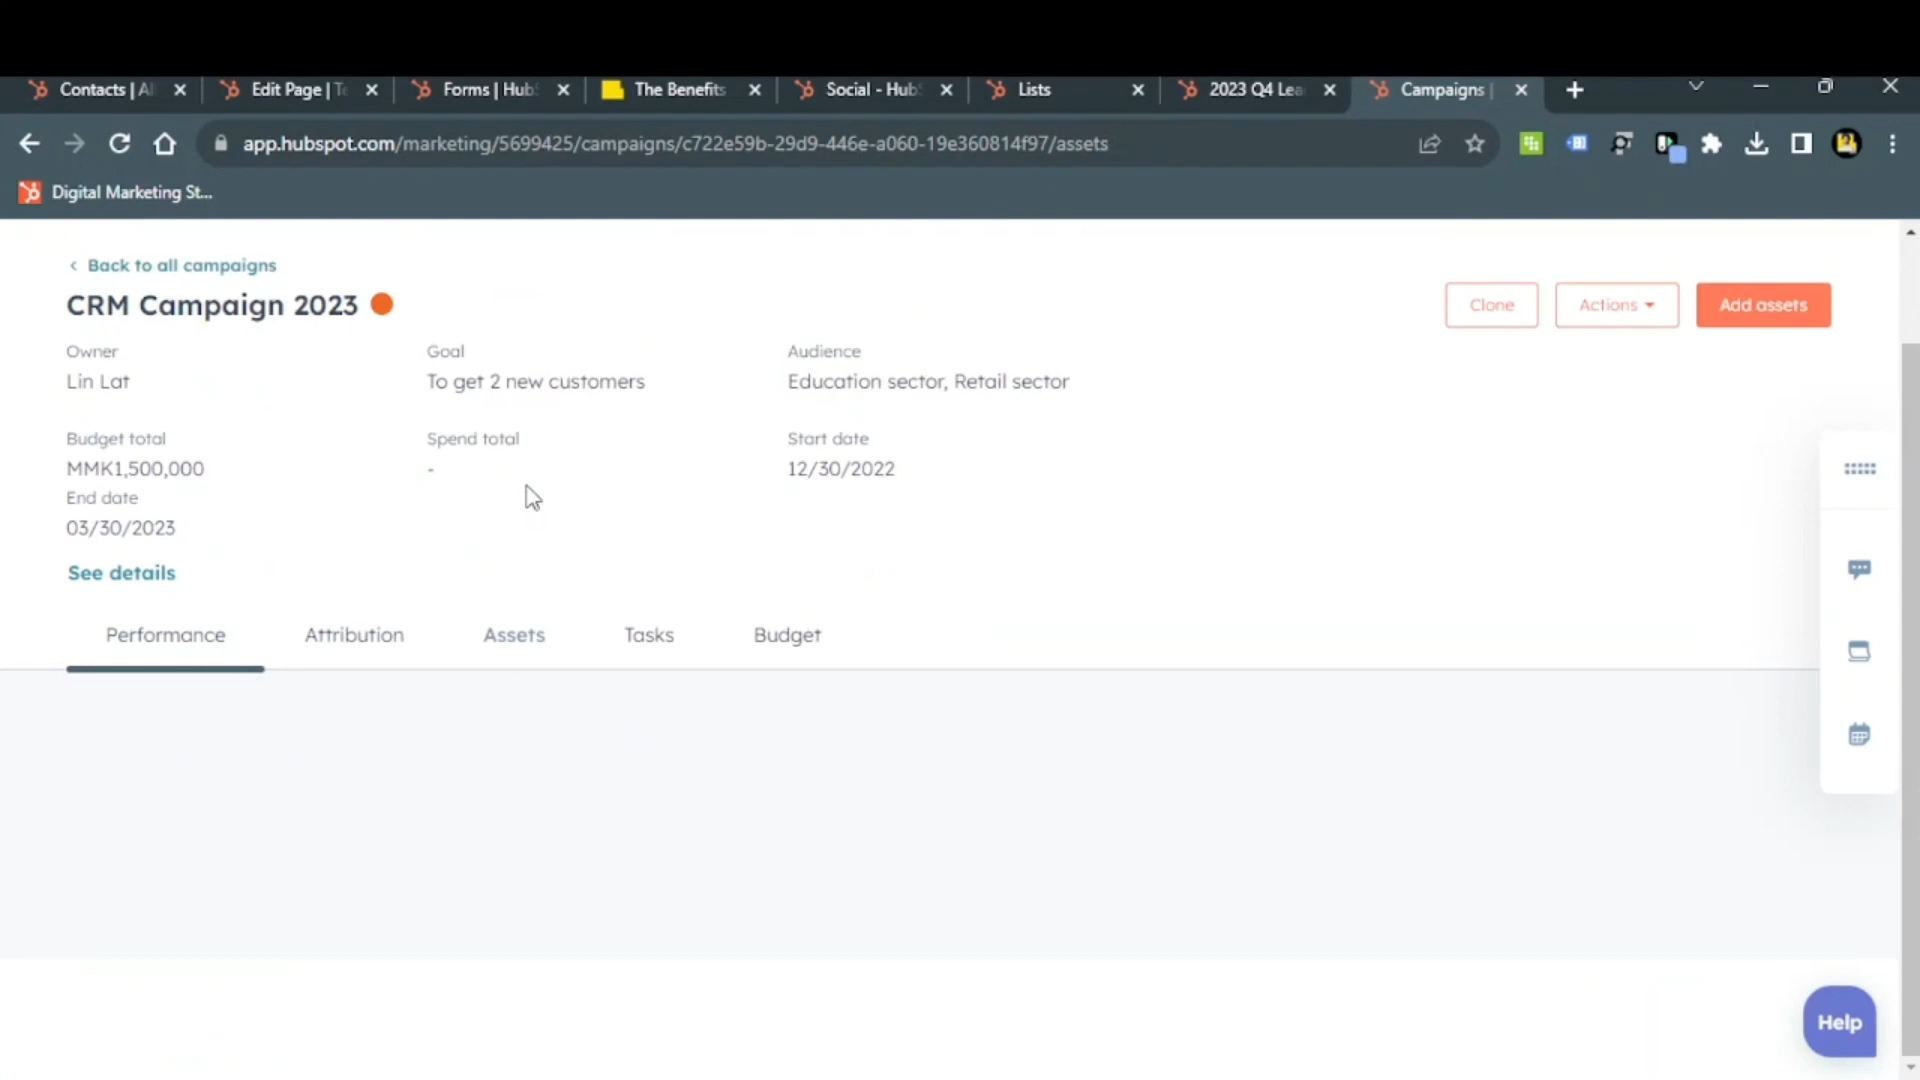 Contacts | Al
Edit Page | Te
Forms | Hub
The Benefits
Social - Hub
Lists
2023 Q4 Lea
Campaigns |
app.hubspot.com/marketing/5699425/campaigns/c722e59b-29d9-446e-a060-19e360814f97/assets
Digital Marketing St...
Back to all campaigns
CRM Campaign 2023
Clone
Actions
Add assets
Owner
Goal
Audience
Lin Lat
To get 2 new customers
Education sector, Retail sector
Budget total
Spend total
Start date
MMK1,500,000
-
12/30/2022
End date
03/30/2023
See details
Performance
Attribution
Assets
Tasks
Budget
Help